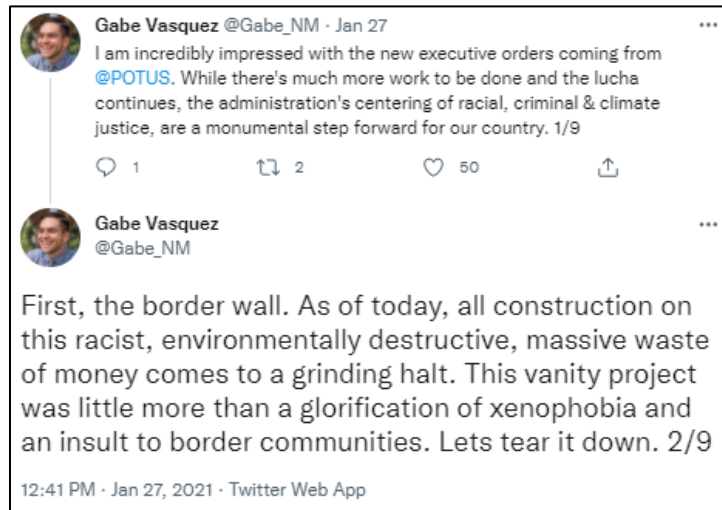 Gabe Vasquez @Gabe_NM · Jan 27
I am incredibly impressed with the new executive orders coming from
@POTUS. While there's much more work to be done and the lucha
continues, the administration's centering of racial, criminal & climate
justice, are a monumental step forward for our country. 1/9
1 2 50
Gabe Vasquez
@Gabe_NM
First, the border wall. As of today, all construction on
this racist, environmentally destructive, massive waste
of money comes to a grinding halt. This vanity project
was little more than a glorification of xenophobia and
an insult to border communities. Lets tear it down. 2/9
12:41 PM · Jan 27, 2021 · Twitter Web App